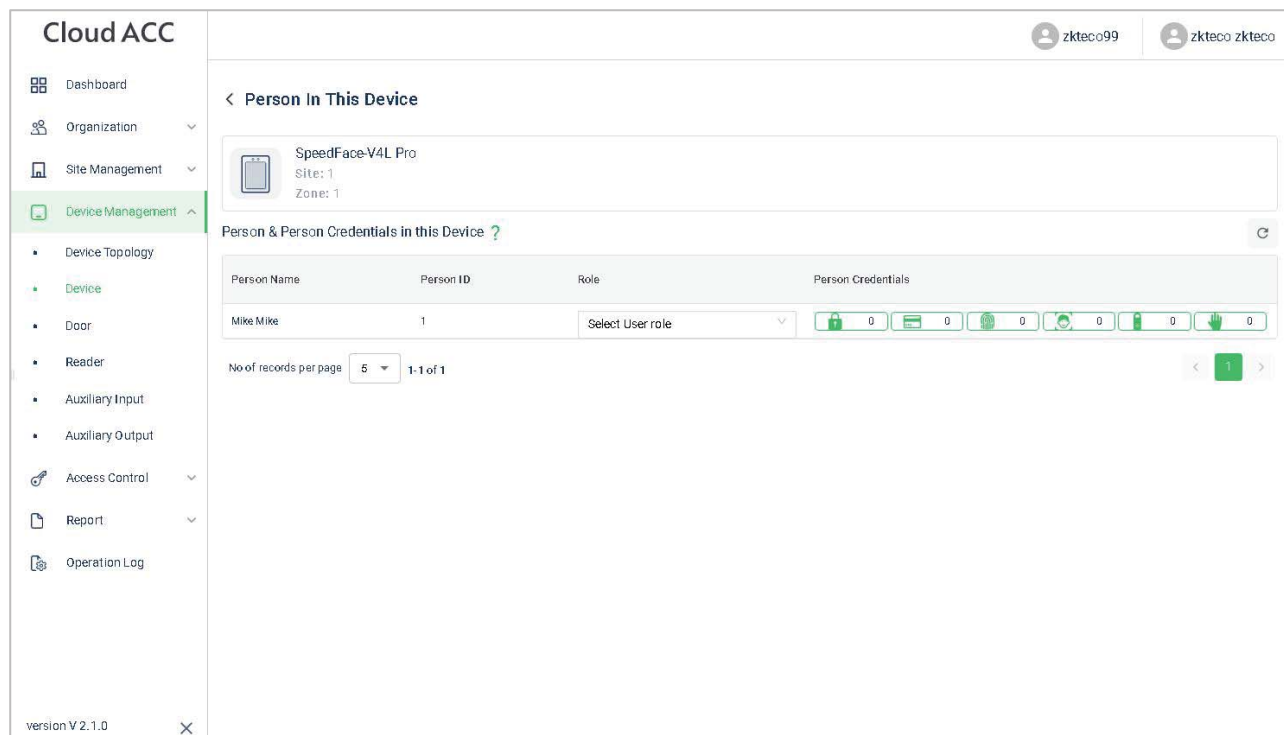 Cloud ACC
zkteco99
zkteco zkteco
Dashboard
Organization
Site Management
Device Management
Device Topology
Device
Door
Reader
Auxiliary Input
Auxiliary Output
Access Control
Report
Operation Log
version V 2.1.0
Person In This Device
SpeedFace-V4L Pro
Site: 1
Zone: 1
Person & Person Credentials in this Device ?
Person Name Person ID Role Person Credentials
Mike Mike 1 Select User role 0 0 0 0 0 0
No of records per page 5 1-1 of 1 < 1 >